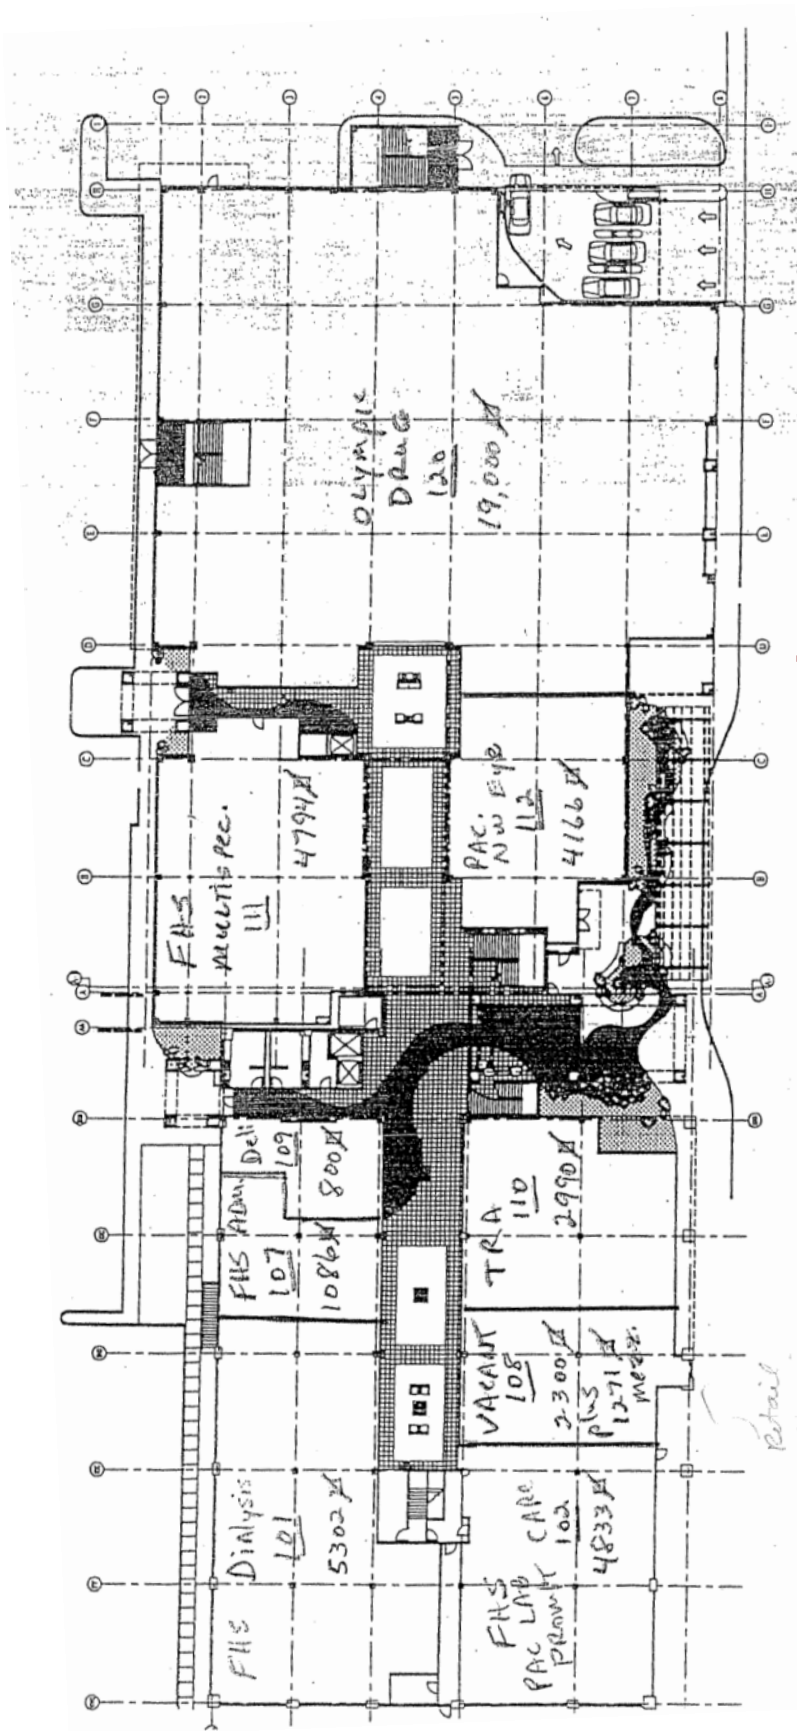 OLYMPIC
DRUG
120
19,000
FHS
MULTISPEC.
111
4794
PAC.
NW EYE
112
4166
Deli
109
800
FHS ADMIN
107
1086
TRA
110
2990
VACANT
108
2300
plus
1271
mezz.
Retail
FHS Dialysis
101
5302
FHS
PAC LAB
PROMPT CARE
102
4833